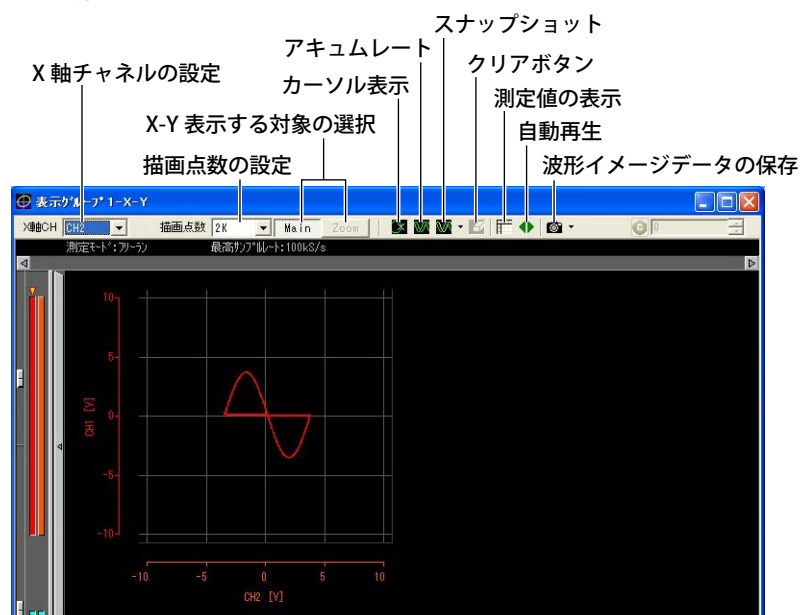 スナップショット
アキュムレート
クリアボタン
X 軸チャネルの設定
カーソル表示
測定値の表示
X-Y 表示する対象の選択
自動再生
描画点数の設定
波形イメージデータの保存
表示ｸﾞﾙｰﾌﾟ 1-X-Y
X軸CH CH2 描画点数 2K Main Zoom 0
測定ﾓｰﾄﾞ:ﾌﾘｰﾗﾝ 最高ｻﾝﾌﾟﾙﾚｰﾄ:100kS/s
10
5
0
-5
-10
CH1 [V]
-10 -5 0 5 10
CH2 [V]